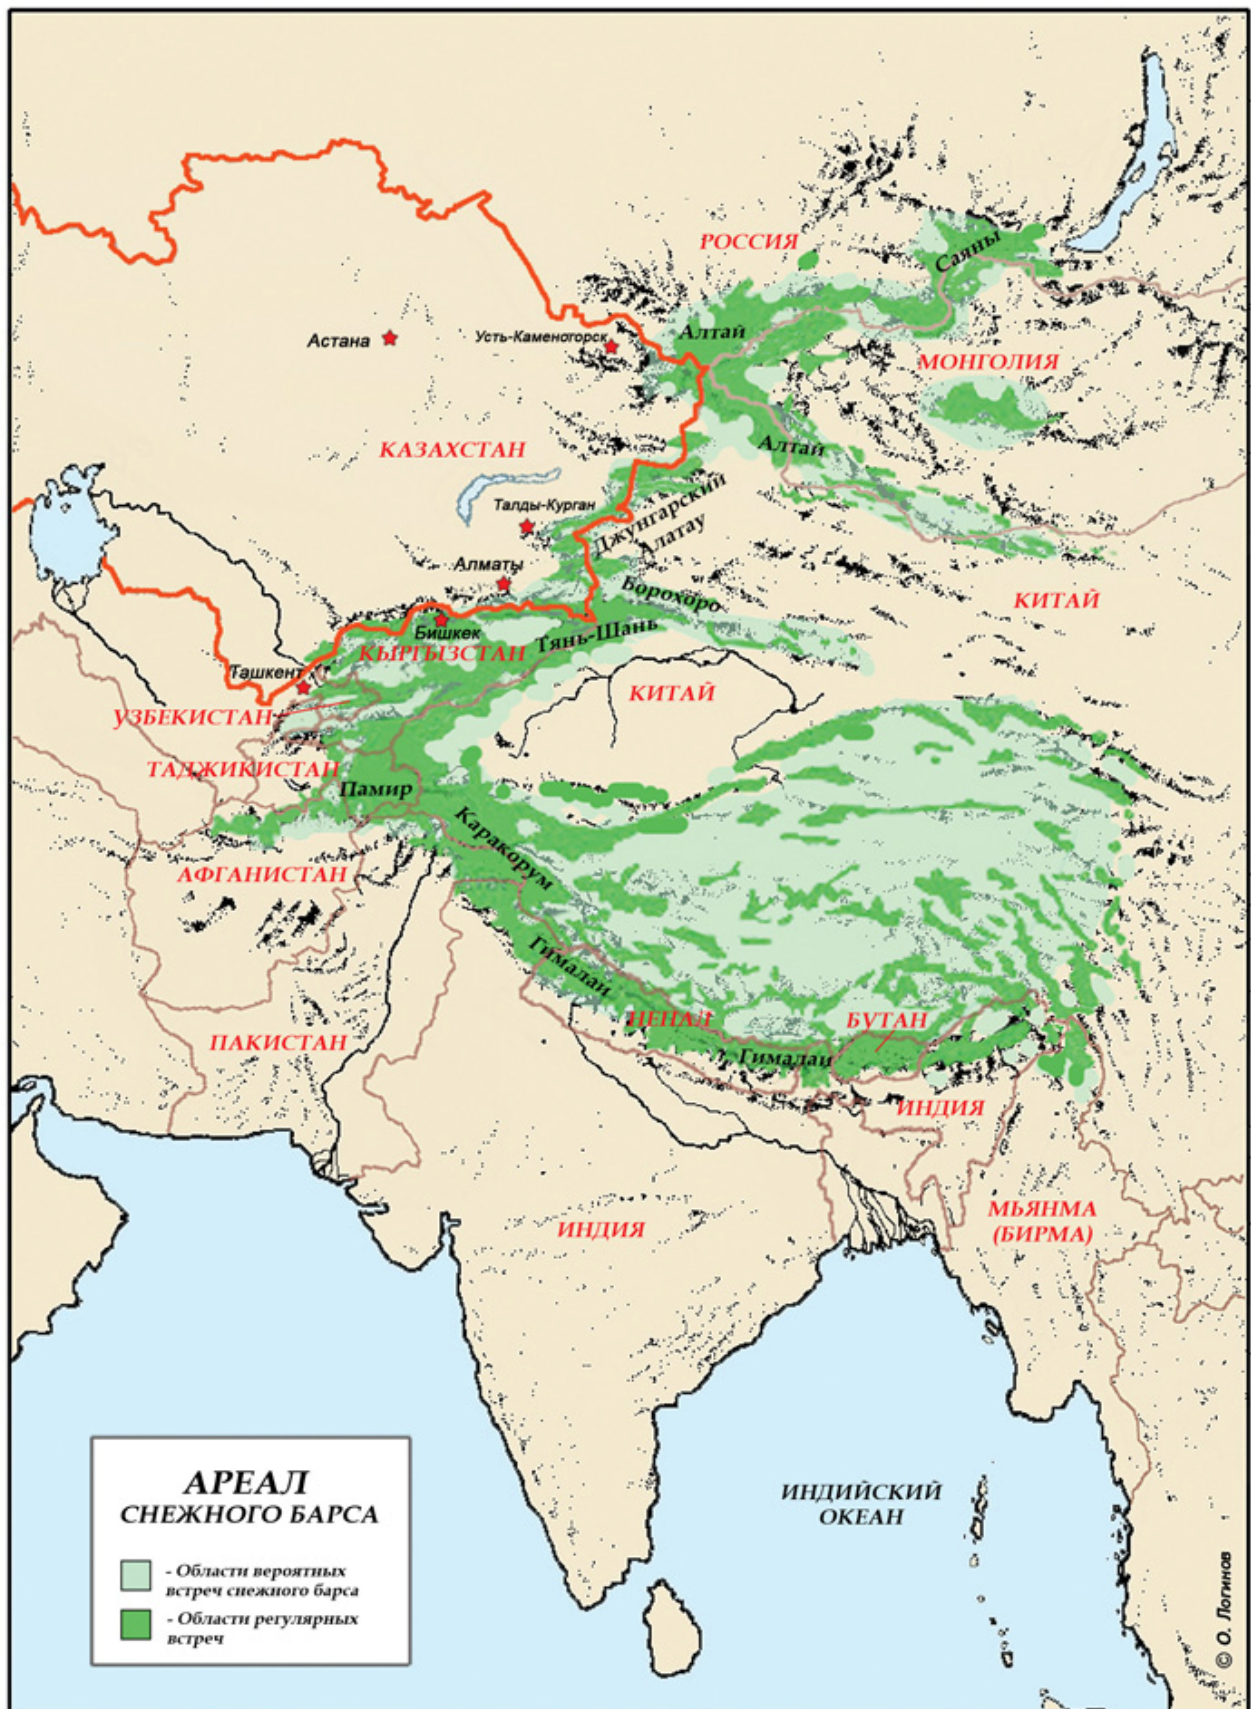 РОССИЯ
Саяны
Алтай
Усть-Каменогорск
Астана
МОНГОЛИЯ
КАЗАХСТАН
Алтай
Талды-Курган
Джунгарский
Алатау
Алматы
Борохоро
КИТАЙ
Бишкек
Тянь-Шань
КЫРГЫЗСТАН
Ташкент
КИТАЙ
УЗБЕКИСТАН
ТАДЖИКИСТАН
Памир
Каракорум
АФГАНИСТАН
Гималаи
НЕПАЛ
БУТАН
ПАКИСТАН
Гималаи
ИНДИЯ
МЬЯНМА
(БИРМА)
ИНДИЯ
АРЕАЛ
СНЕЖНОГО БАРСА
- Области вероятных
встреч снежного барса
- Области регулярных
встреч
ИНДИЙСКИЙ
ОКЕАН
© О. Логинов